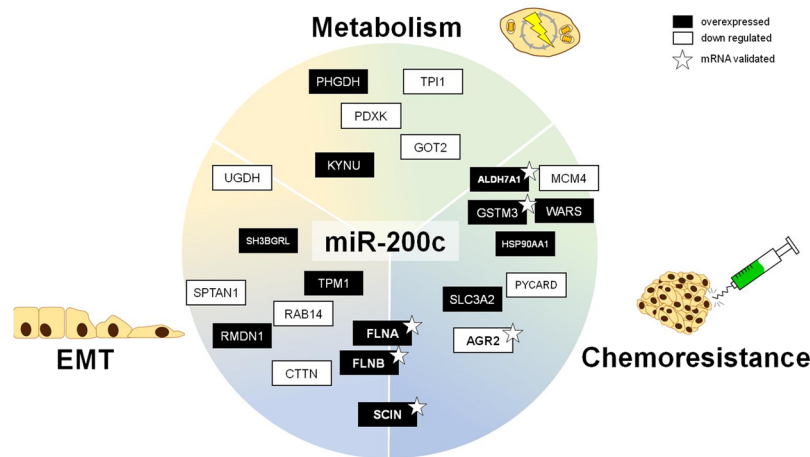 Metabolism
overexpressed
down regulated
mRNA validated
PHGDH
TPI1
PDXK
GOT2
KYNU
UGDH
ALDH7A1
MCM4
GSTM3
WARS
SH3BGRL
miR-200c
HSP90AA1
TPM1
PYCARD
SPTAN1
SLC3A2
RAB14
RMDN1
FLNA
AGR2
EMT
FLNB
Chemoresistance
CTTN
SCIN